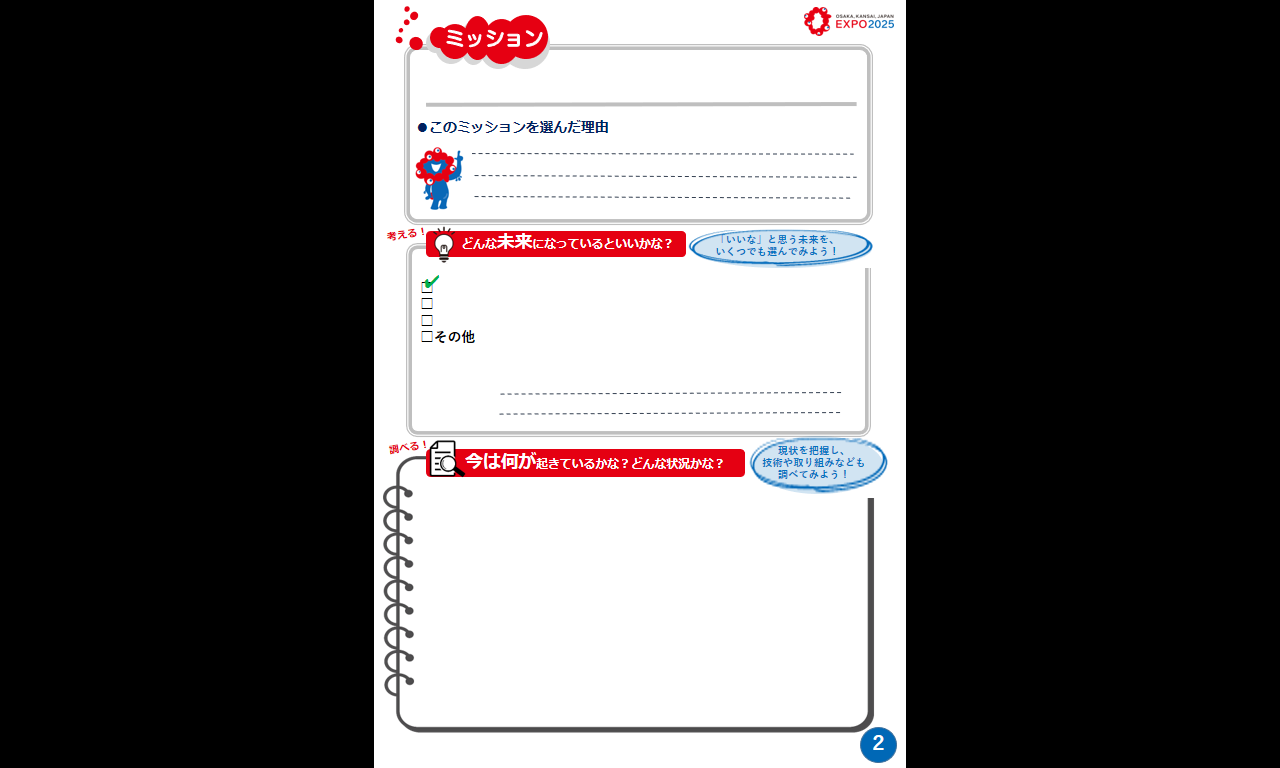 ミッション
OSAKA, KANSAI, JAPAN
EXPO2025
●このミッションを選んだ理由
考える!
どんな未来になっているといいかな？
「いいな」と思う未来を、
いくつでも選んでみよう！
□
□
□
□その他
調べる!
今は何が起きているかな？どんな状況かな？
現状を把握し、
技術や取り組みなども
調べてみよう！
2